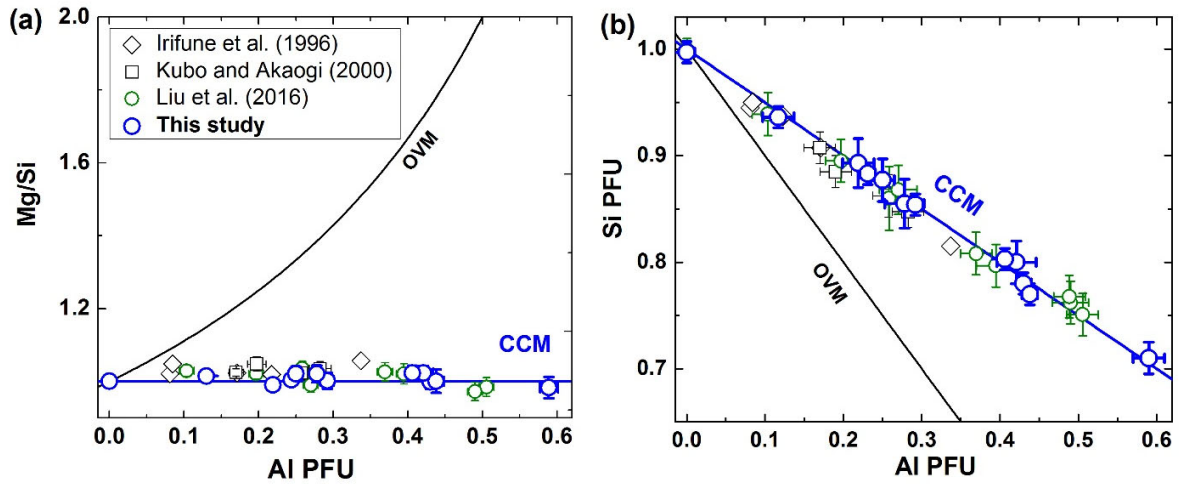 (a)
2.0
1.6
1.2
Mg/Si
Irifune et al. (1996)
Kubo and Akaogi (2000)
Liu et al. (2016)
This study
OVM
CCM
0.0 0.1 0.2 0.3 0.4 0.5 0.6
Al PFU
(b)
1.0
0.9
0.8
0.7
Si PFU
CCM
OVM
0.0 0.1 0.2 0.3 0.4 0.5 0.6
Al PFU